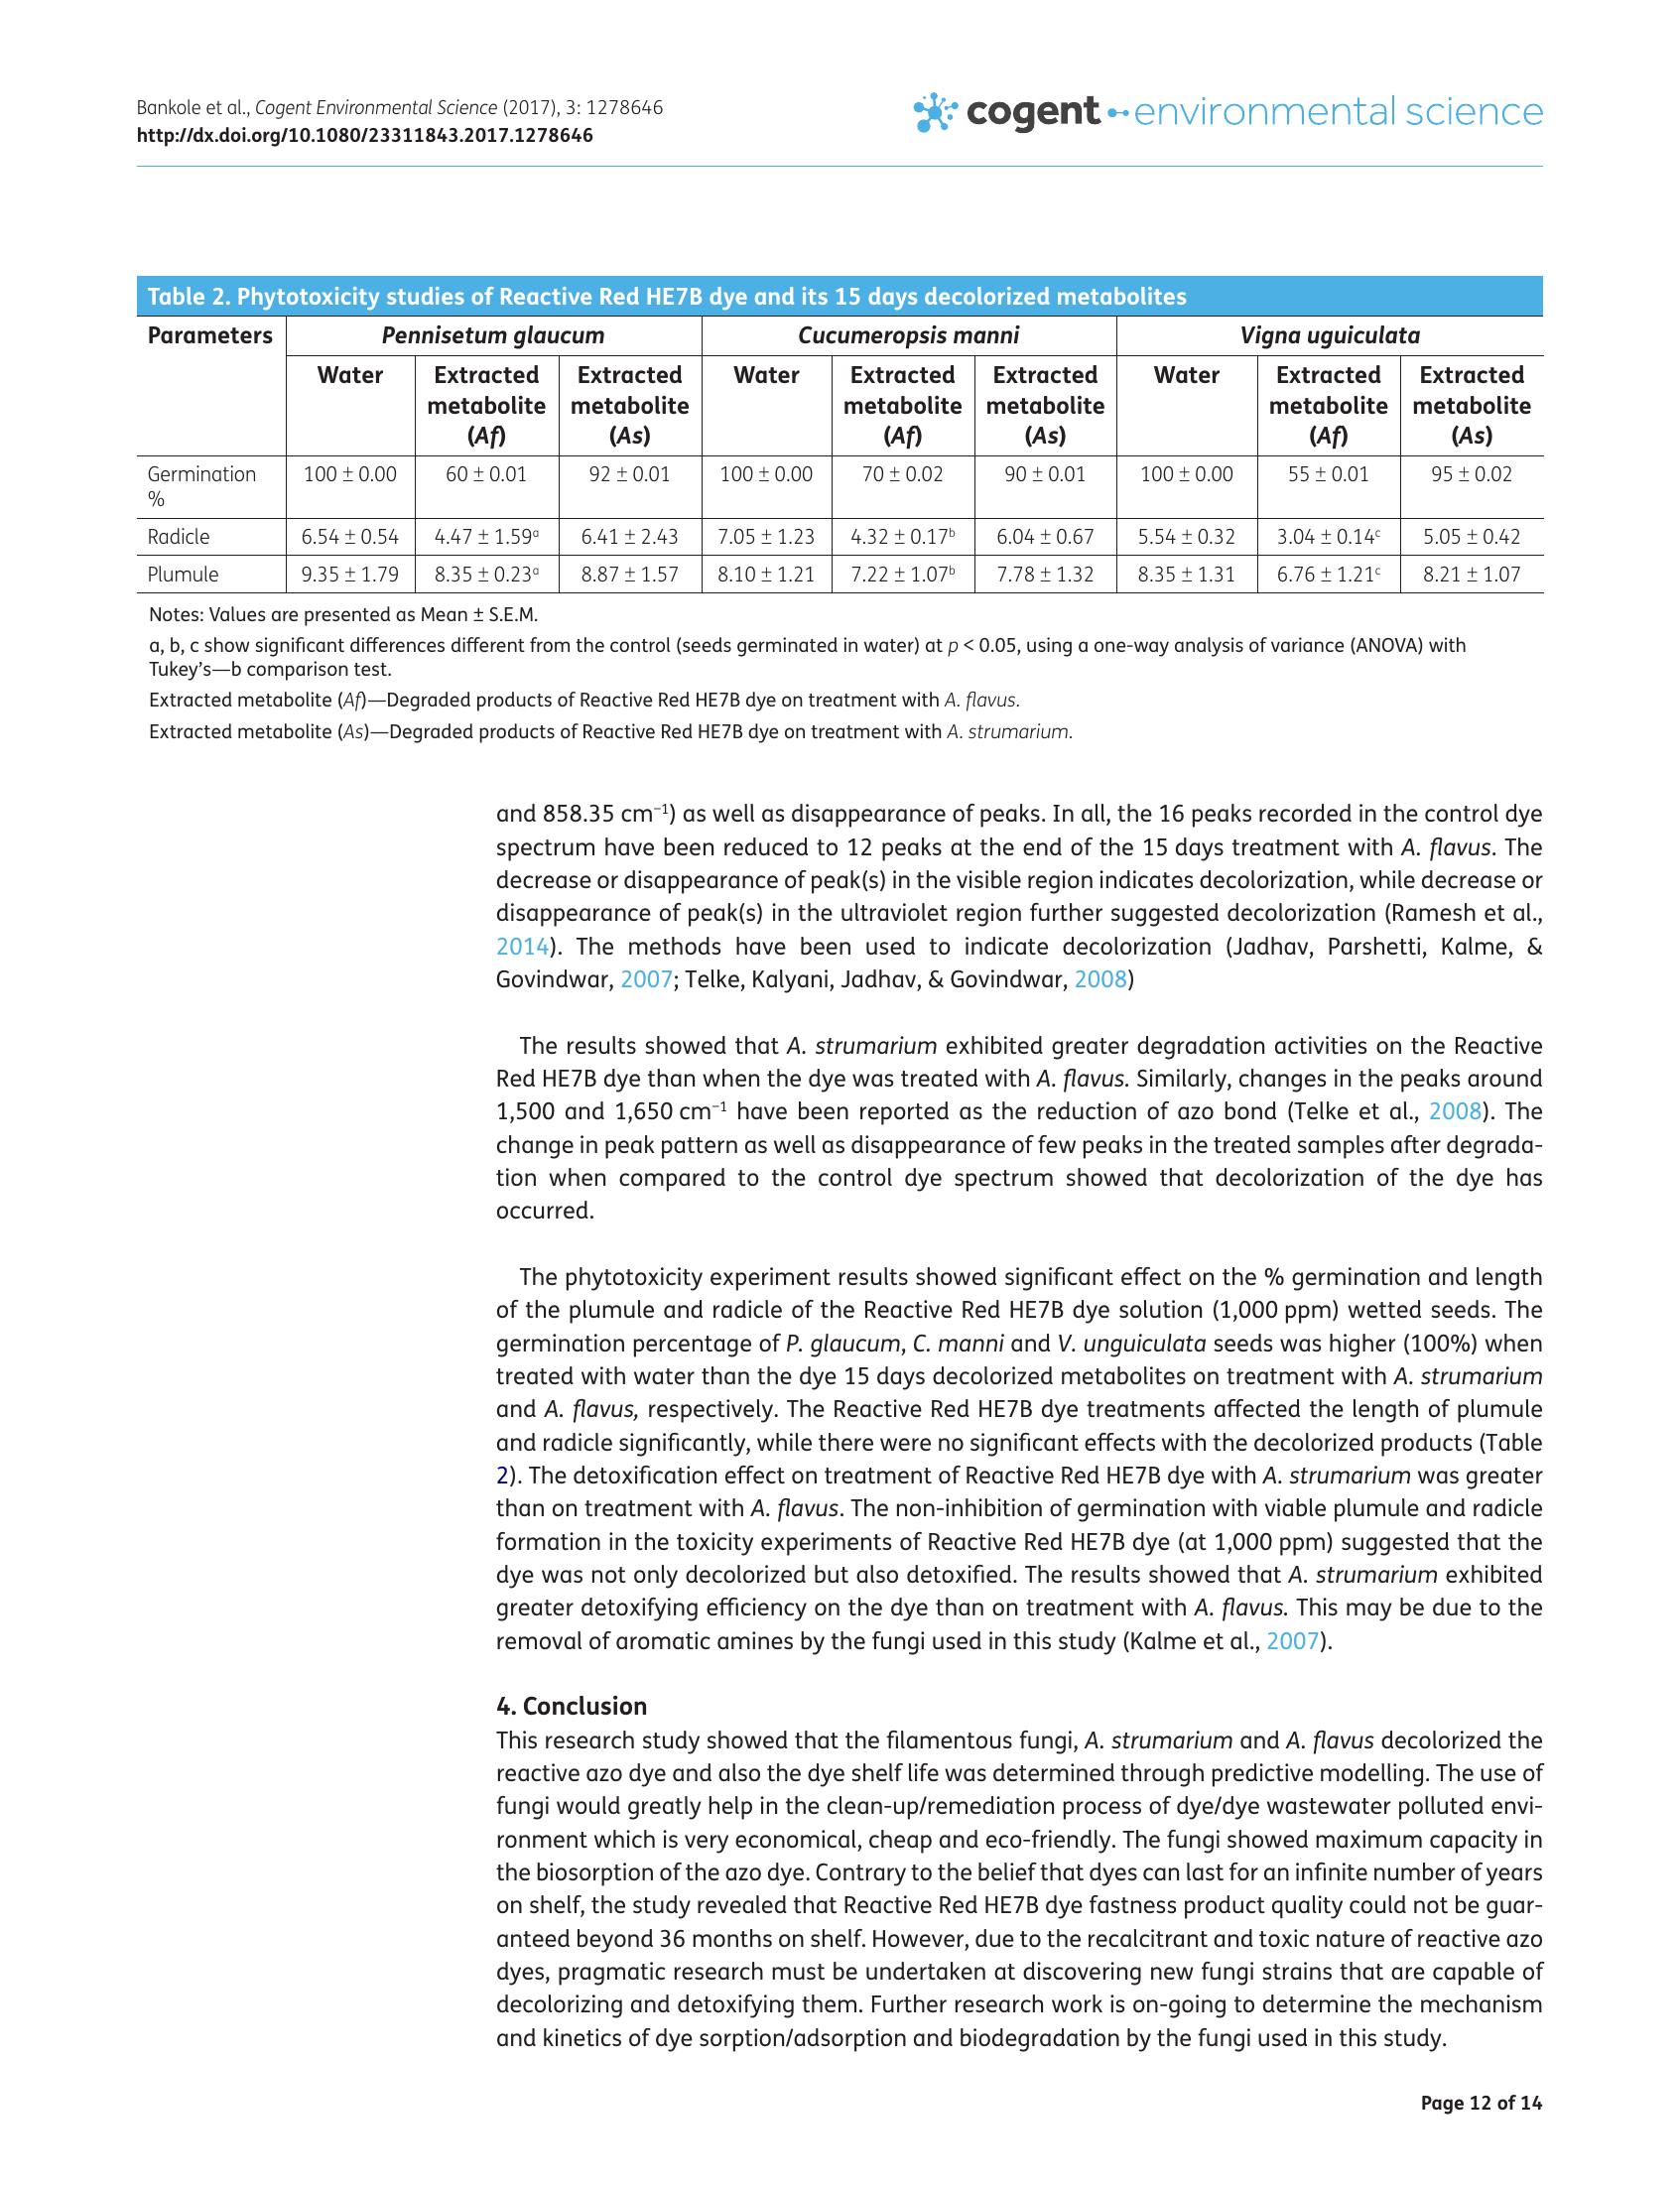 Bankole et al., Cogent Environmental Science (2017), 3: 1278646
http://dx.doi.org/10.1080/23311843.2017.1278646
cogent environmental science
Table 2. Phytotoxicity studies of Reactive Red HE7B dye and its 15 days decolorized metabolites
Parameters Pennisetum glaucum Cucumeropsis manni Vigna uguiculata
Water Extracted Extracted Water Extracted Extracted Water Extracted Extracted
metabolite metabolite metabolite metabolite metabolite metabolite
(Af) (As) (Af) (As) (Af) (As)
Germination 100 ± 0.00 60 ± 0.01 92 ± 0.01 100 ± 0.00 70 ± 0.02 90 ± 0.01 100 ± 0.00 55 ± 0.01 95 ± 0.02
%
Radicle 6.54 ± 0.54 4.47 ± 1.59ᵃ 6.41 ± 2.43 7.05 ± 1.23 4.32 ± 0.17ᵇ 6.04 ± 0.67 5.54 ± 0.32 3.04 ± 0.14ᶜ 5.05 ± 0.42
Plumule 9.35 ± 1.79 8.35 ± 0.23ᵃ 8.87 ± 1.57 8.10 ± 1.21 7.22 ± 1.07ᵇ 7.78 ± 1.32 8.35 ± 1.31 6.76 ± 1.21ᶜ 8.21 ± 1.07
Notes: Values are presented as Mean ± S.E.M.
a, b, c show significant differences different from the control (seeds germinated in water) at p < 0.05, using a one-way analysis of variance (ANOVA) with
Tukey's—b comparison test.
Extracted metabolite (Af)—Degraded products of Reactive Red HE7B dye on treatment with A. flavus.
Extracted metabolite (As)—Degraded products of Reactive Red HE7B dye on treatment with A. strumarium.
and 858.35 cm⁻¹) as well as disappearance of peaks. In all, the 16 peaks recorded in the control dye
spectrum have been reduced to 12 peaks at the end of the 15 days treatment with A. flavus. The
decrease or disappearance of peak(s) in the visible region indicates decolorization, while decrease or
disappearance of peak(s) in the ultraviolet region further suggested decolorization (Ramesh et al.,
2014). The methods have been used to indicate decolorization (Jadhav, Parshetti, Kalme, &
Govindwar, 2007; Telke, Kalyani, Jadhav, & Govindwar, 2008)
The results showed that A. strumarium exhibited greater degradation activities on the Reactive
Red HE7B dye than when the dye was treated with A. flavus. Similarly, changes in the peaks around
1,500 and 1,650 cm⁻¹ have been reported as the reduction of azo bond (Telke et al., 2008). The
change in peak pattern as well as disappearance of few peaks in the treated samples after degrada-
tion when compared to the control dye spectrum showed that decolorization of the dye has
occurred.
The phytotoxicity experiment results showed significant effect on the % germination and length
of the plumule and radicle of the Reactive Red HE7B dye solution (1,000 ppm) wetted seeds. The
germination percentage of P. glaucum, C. manni and V. unguiculata seeds was higher (100%) when
treated with water than the dye 15 days decolorized metabolites on treatment with A. strumarium
and A. flavus, respectively. The Reactive Red HE7B dye treatments affected the length of plumule
and radicle significantly, while there were no significant effects with the decolorized products (Table
2). The detoxification effect on treatment of Reactive Red HE7B dye with A. strumarium was greater
than on treatment with A. flavus. The non-inhibition of germination with viable plumule and radicle
formation in the toxicity experiments of Reactive Red HE7B dye (at 1,000 ppm) suggested that the
dye was not only decolorized but also detoxified. The results showed that A. strumarium exhibited
greater detoxifying efficiency on the dye than on treatment with A. flavus. This may be due to the
removal of aromatic amines by the fungi used in this study (Kalme et al., 2007).
4. Conclusion
This research study showed that the filamentous fungi, A. strumarium and A. flavus decolorized the
reactive azo dye and also the dye shelf life was determined through predictive modelling. The use of
fungi would greatly help in the clean-up/remediation process of dye/dye wastewater polluted envi-
ronment which is very economical, cheap and eco-friendly. The fungi showed maximum capacity in
the biosorption of the azo dye. Contrary to the belief that dyes can last for an infinite number of years
on shelf, the study revealed that Reactive Red HE7B dye fastness product quality could not be guar-
anteed beyond 36 months on shelf. However, due to the recalcitrant and toxic nature of reactive azo
dyes, pragmatic research must be undertaken at discovering new fungi strains that are capable of
decolorizing and detoxifying them. Further research work is on-going to determine the mechanism
and kinetics of dye sorption/adsorption and biodegradation by the fungi used in this study.
Page 12 of 14